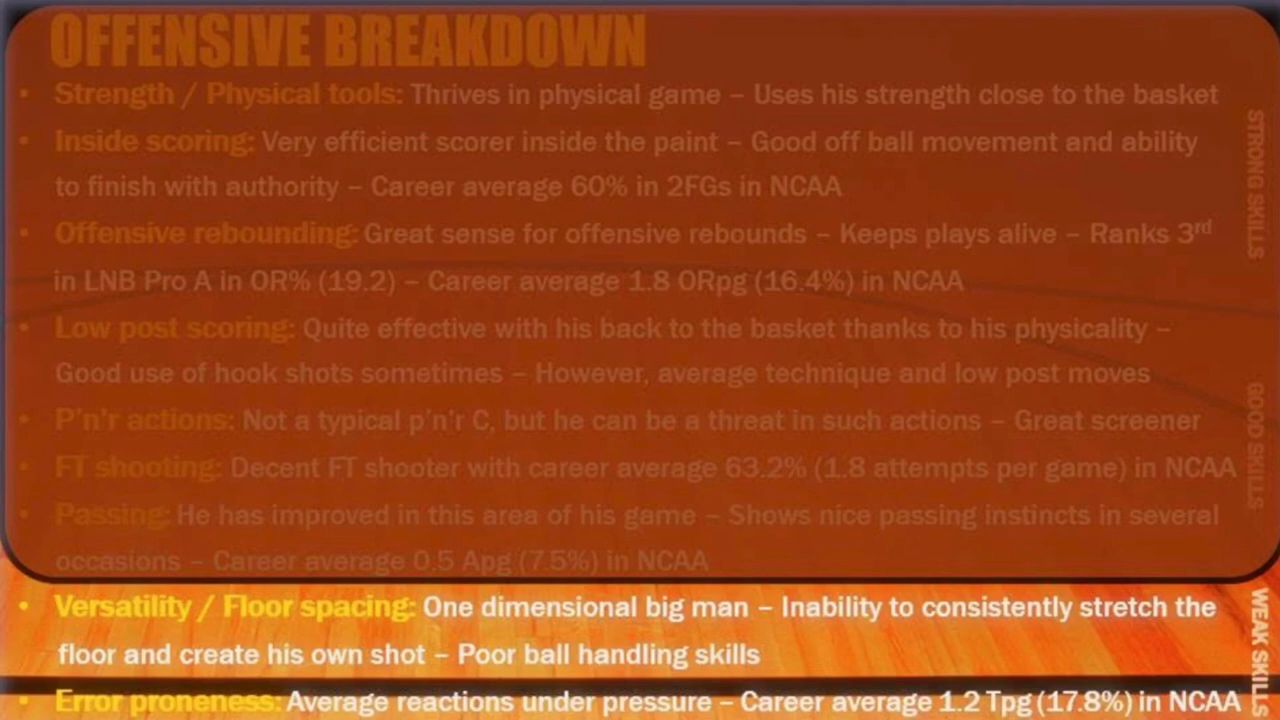 OFFENSIVE BREAKDOWN
• Strength / Physical tools: Thrives in physical game – Uses his strength close to the basket
• Inside scoring: Very efficient scorer inside the paint – Good off ball movement and ability
to finish with authority – Career average 60% in 2FGs in NCAA
• Offensive rebounding: Great sense for offensive rebounds – Keeps plays alive – Ranks 3rd
in LNB Pro A in OR% (19.2) – Career average 1.8 ORpg (16.4%) in NCAA
• Low post scoring: Quite effective with his back to the basket thanks to his physicality –
Good use of hook shots sometimes – However, average technique and low post moves
• P'n'r actions: Not a typical p'n'r C, but he can be a threat in such actions – Great screener
• FT shooting: Decent FT shooter with career average 63.2% (1.8 attempts per game) in NCAA
• Passing: He has improved in this area of his game – Shows nice passing instincts in several
occasions – Career average 0.5 Apg (7.5%) in NCAA
• Versatility / Floor spacing: One dimensional big man – Inability to consistently stretch the
floor and create his own shot – Poor ball handling skills
• Error proneness: Average reactions under pressure – Career average 1.2 Tpg (17.8%) in NCAA
STRONG SKILLS
GOOD SKILLS
WEAK SKILLS